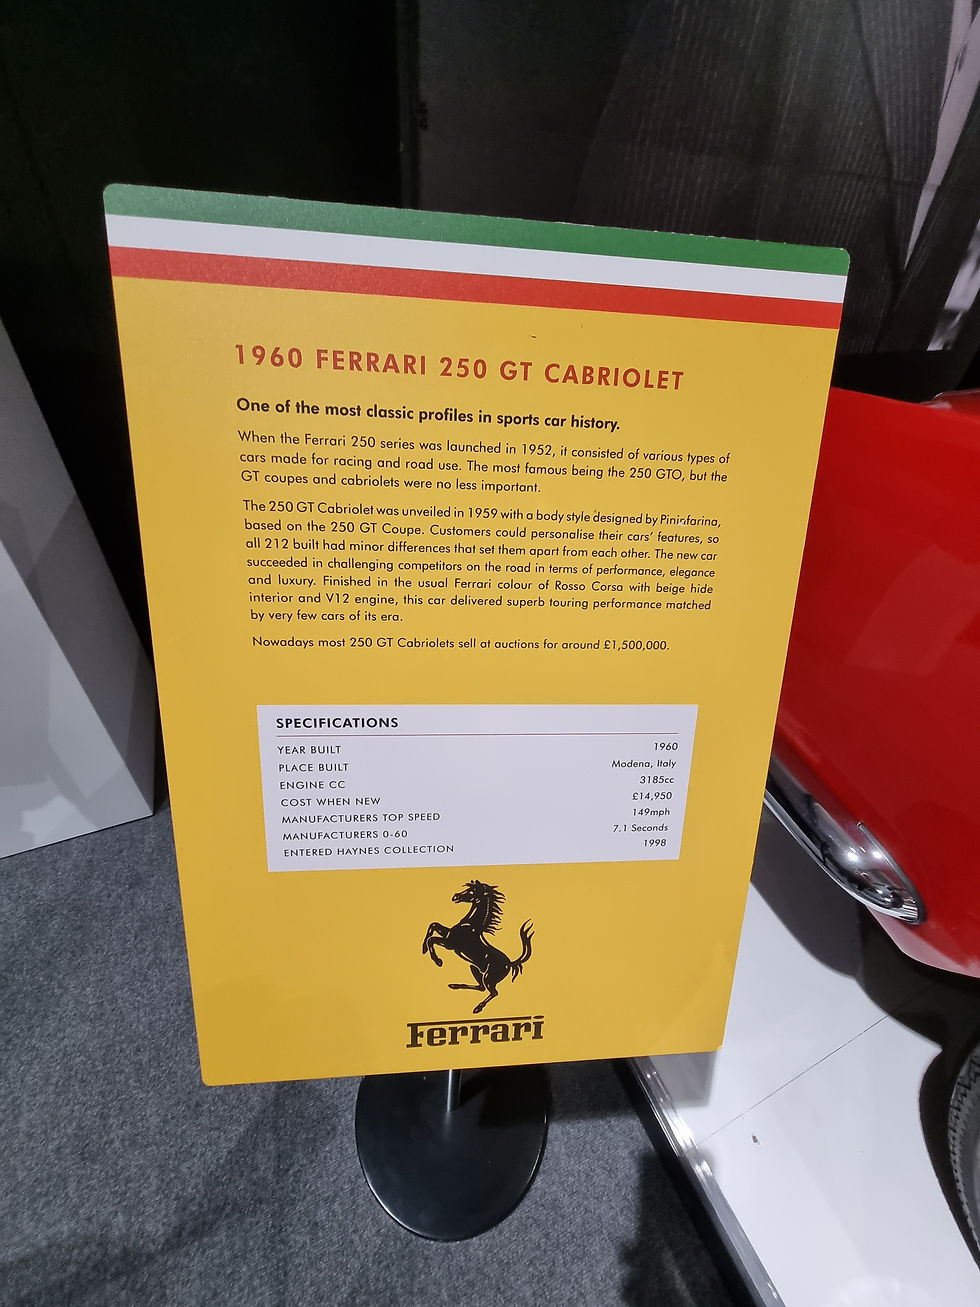 1960 FERRARI 250 GT CABRIOLET
One of the most classic profiles in sports car history.
When the Ferrari 250 series was launched in 1952, it consisted of various types of
cars made for racing and road use. The most famous being the 250 GTO, but the
GT coupes and cabriolets were no less important.
The 250 GT Cabriolet was unveiled in 1959 with a body style designed by Pininfarina,
based on the 250 GT Coupe. Customers could personalise their cars' features, so
all 212 built had minor differences that set them apart from each other. The new car
succeeded in challenging competitors on the road in terms of performance, elegance
and luxury. Finished in the usual Ferrari colour of Rosso Corsa with beige hide
interior and V12 engine, this car delivered superb touring performance matched
by very few cars of its era.
Nowadays most 250 GT Cabriolets sell at auctions for around £1,500,000.
SPECIFICATIONS
YEAR BUILT 1960
PLACE BUILT Modena, Italy
ENGINE CC 3185cc
COST WHEN NEW £14,950
MANUFACTURERS TOP SPEED 149mph
MANUFACTURERS 0-60 7.1 Seconds
ENTERED HAYNES COLLECTION 1998
Ferrari